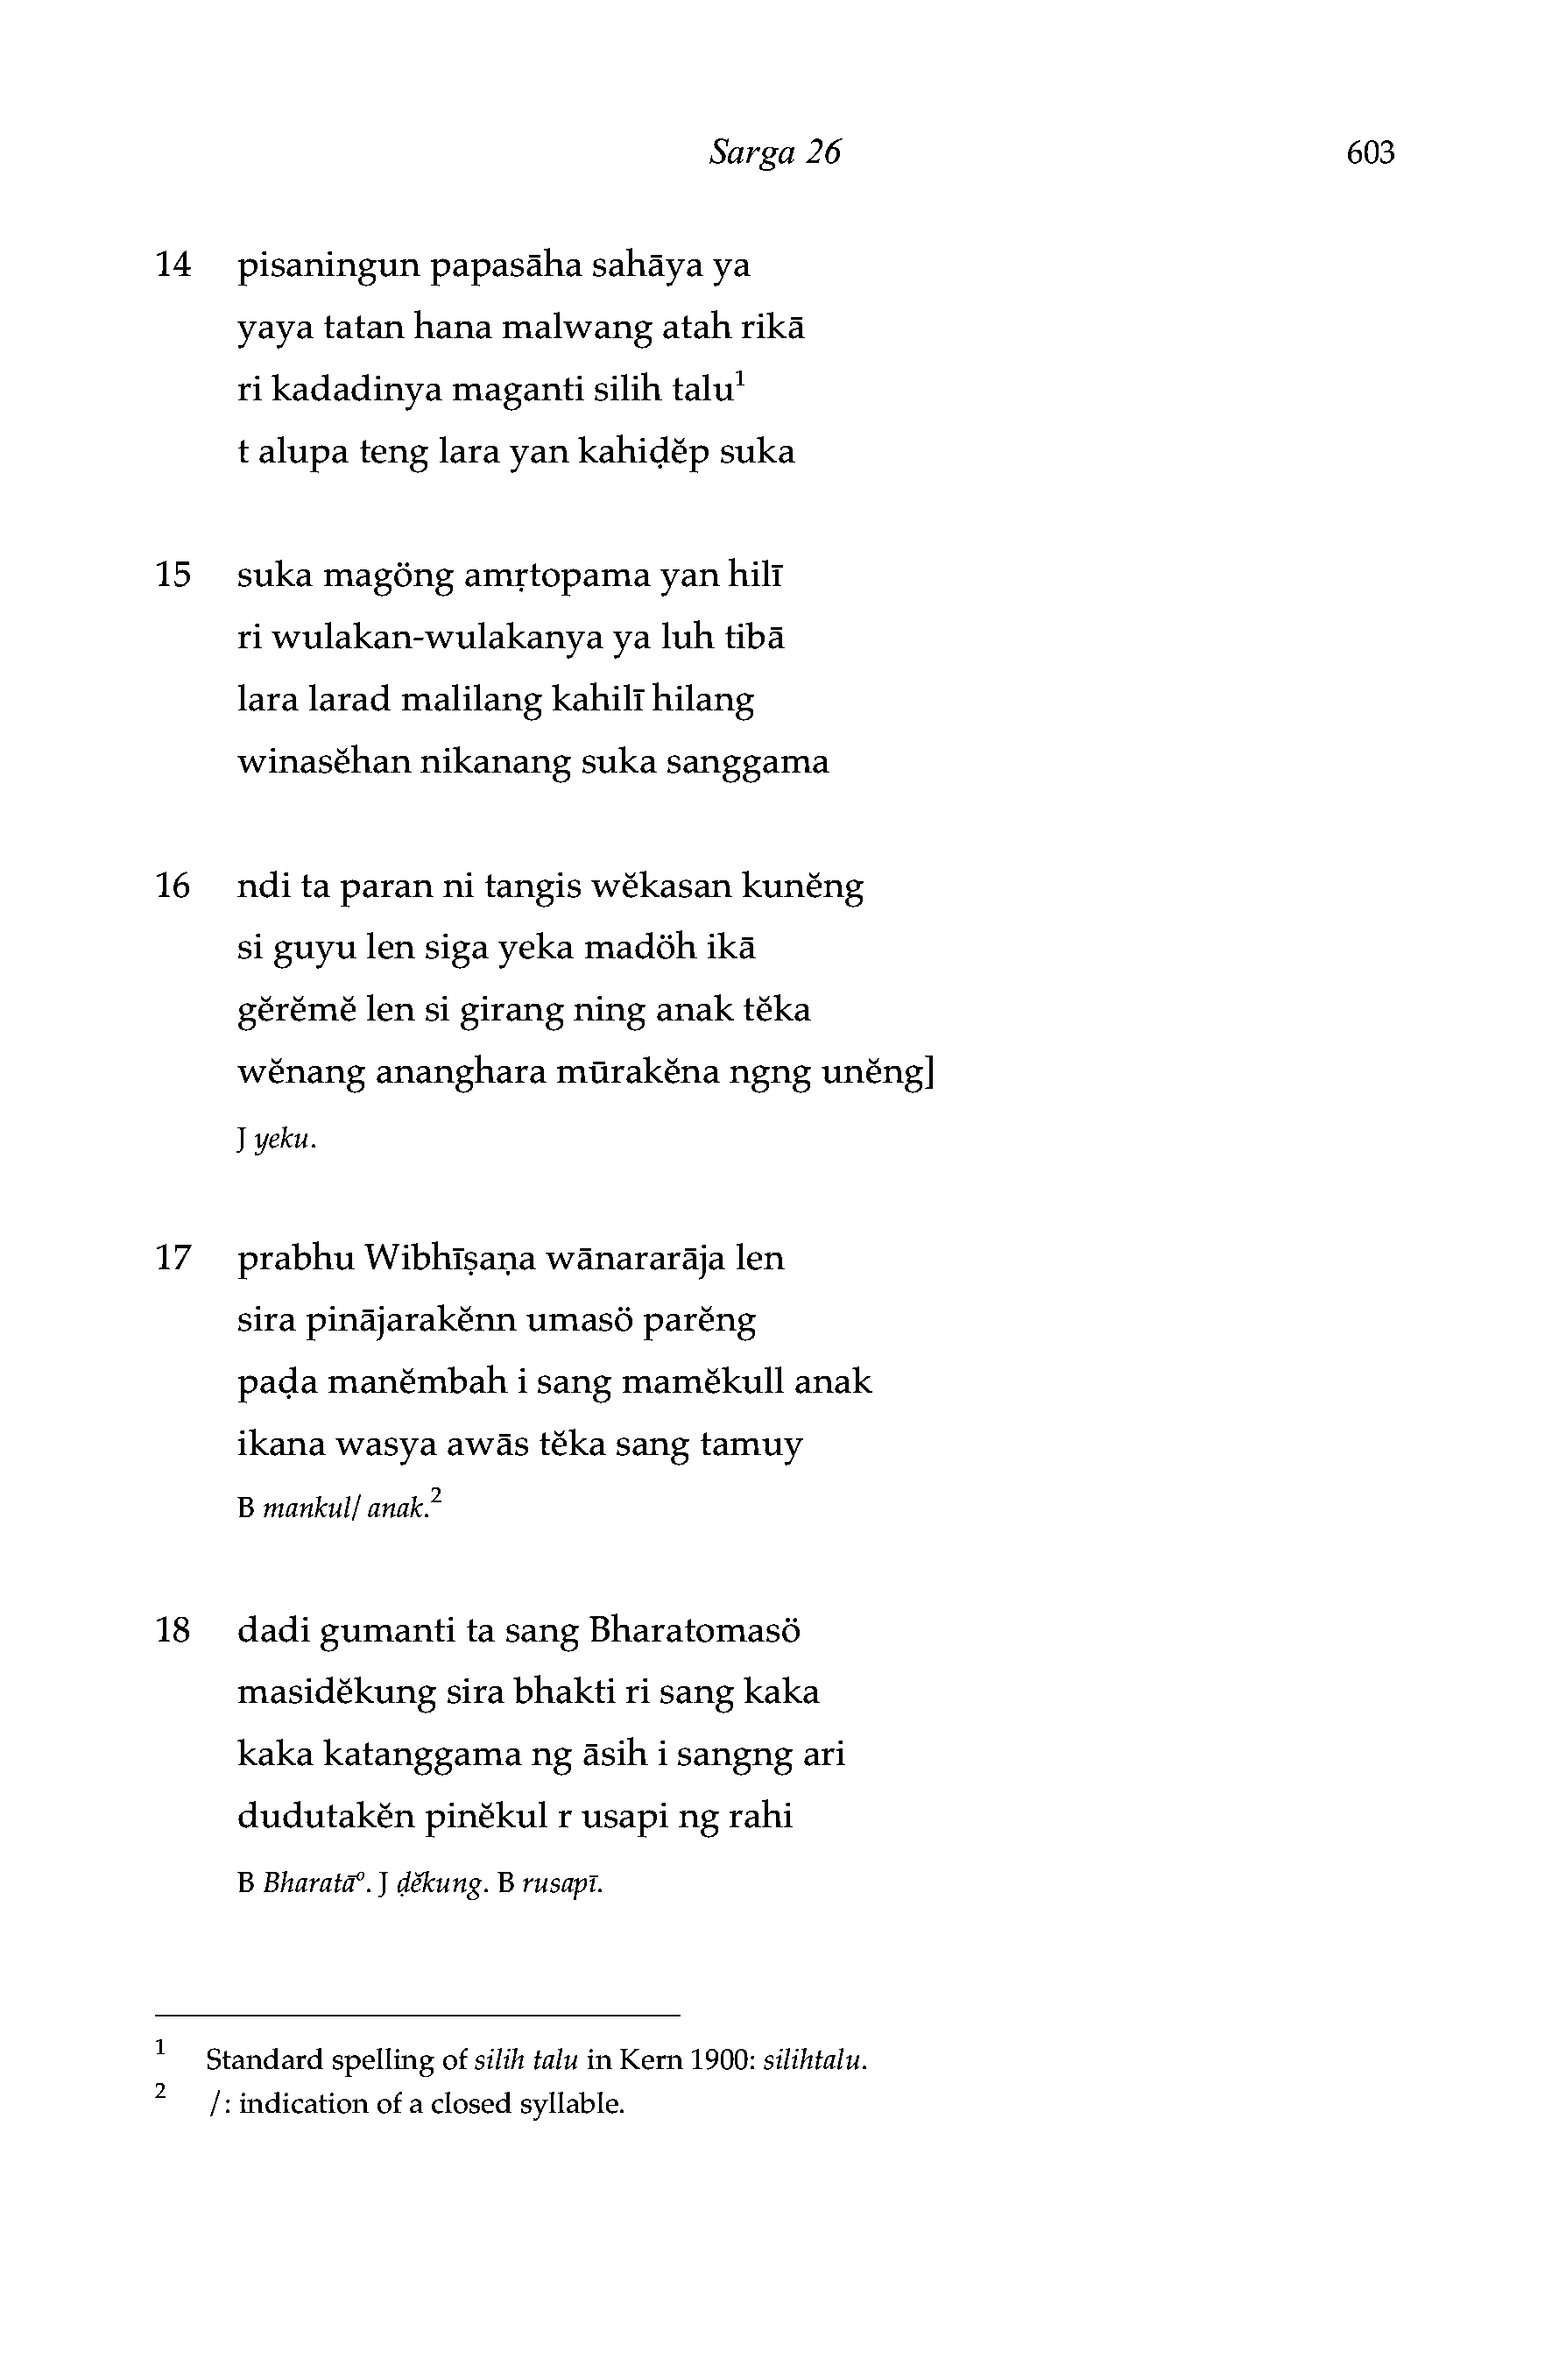 Sarga 26 603
14 pisaningun papasāha sahāya ya
yaya tatan hana malwang atah rikā
ri kadadinya maganti silih talu¹
t alupa teng lara yan kahiḍĕp suka
15 suka magöng amṛtopama yan hilī
ri wulakan-wulakanya ya luh tibā
lara larad malilang kahilī hilang
winasĕhan nikanang suka sanggama
16 ndi ta paran ni tangis wĕkasan kunĕng
si guyu len siga yeka madöh ikā
gĕrĕmĕ len si girang ning anak tĕka
wĕnang ananghara mūrakĕna ngng unĕng]
J yeku.
17 prabhu Wibhīṣaṇa wānararāja len
sira pinājarakĕnn umasö parĕng
paḍa manĕmbah i sang mamĕkull anak
ikana wasya awās tĕka sang tamuy
B mankul/ anak.²
18 dadi gumanti ta sang Bharatomasö
masidĕkung sira bhakti ri sang kaka
kaka katanggama ng āsih i sangng ari
dudutakĕn pinĕkul r usapi ng rahi
B Bharatā°. J ḍĕkung. B rusapī.
1 Standard spelling of silih talu in Kern 1900: silihtalu.
2 /: indication of a closed syllable.